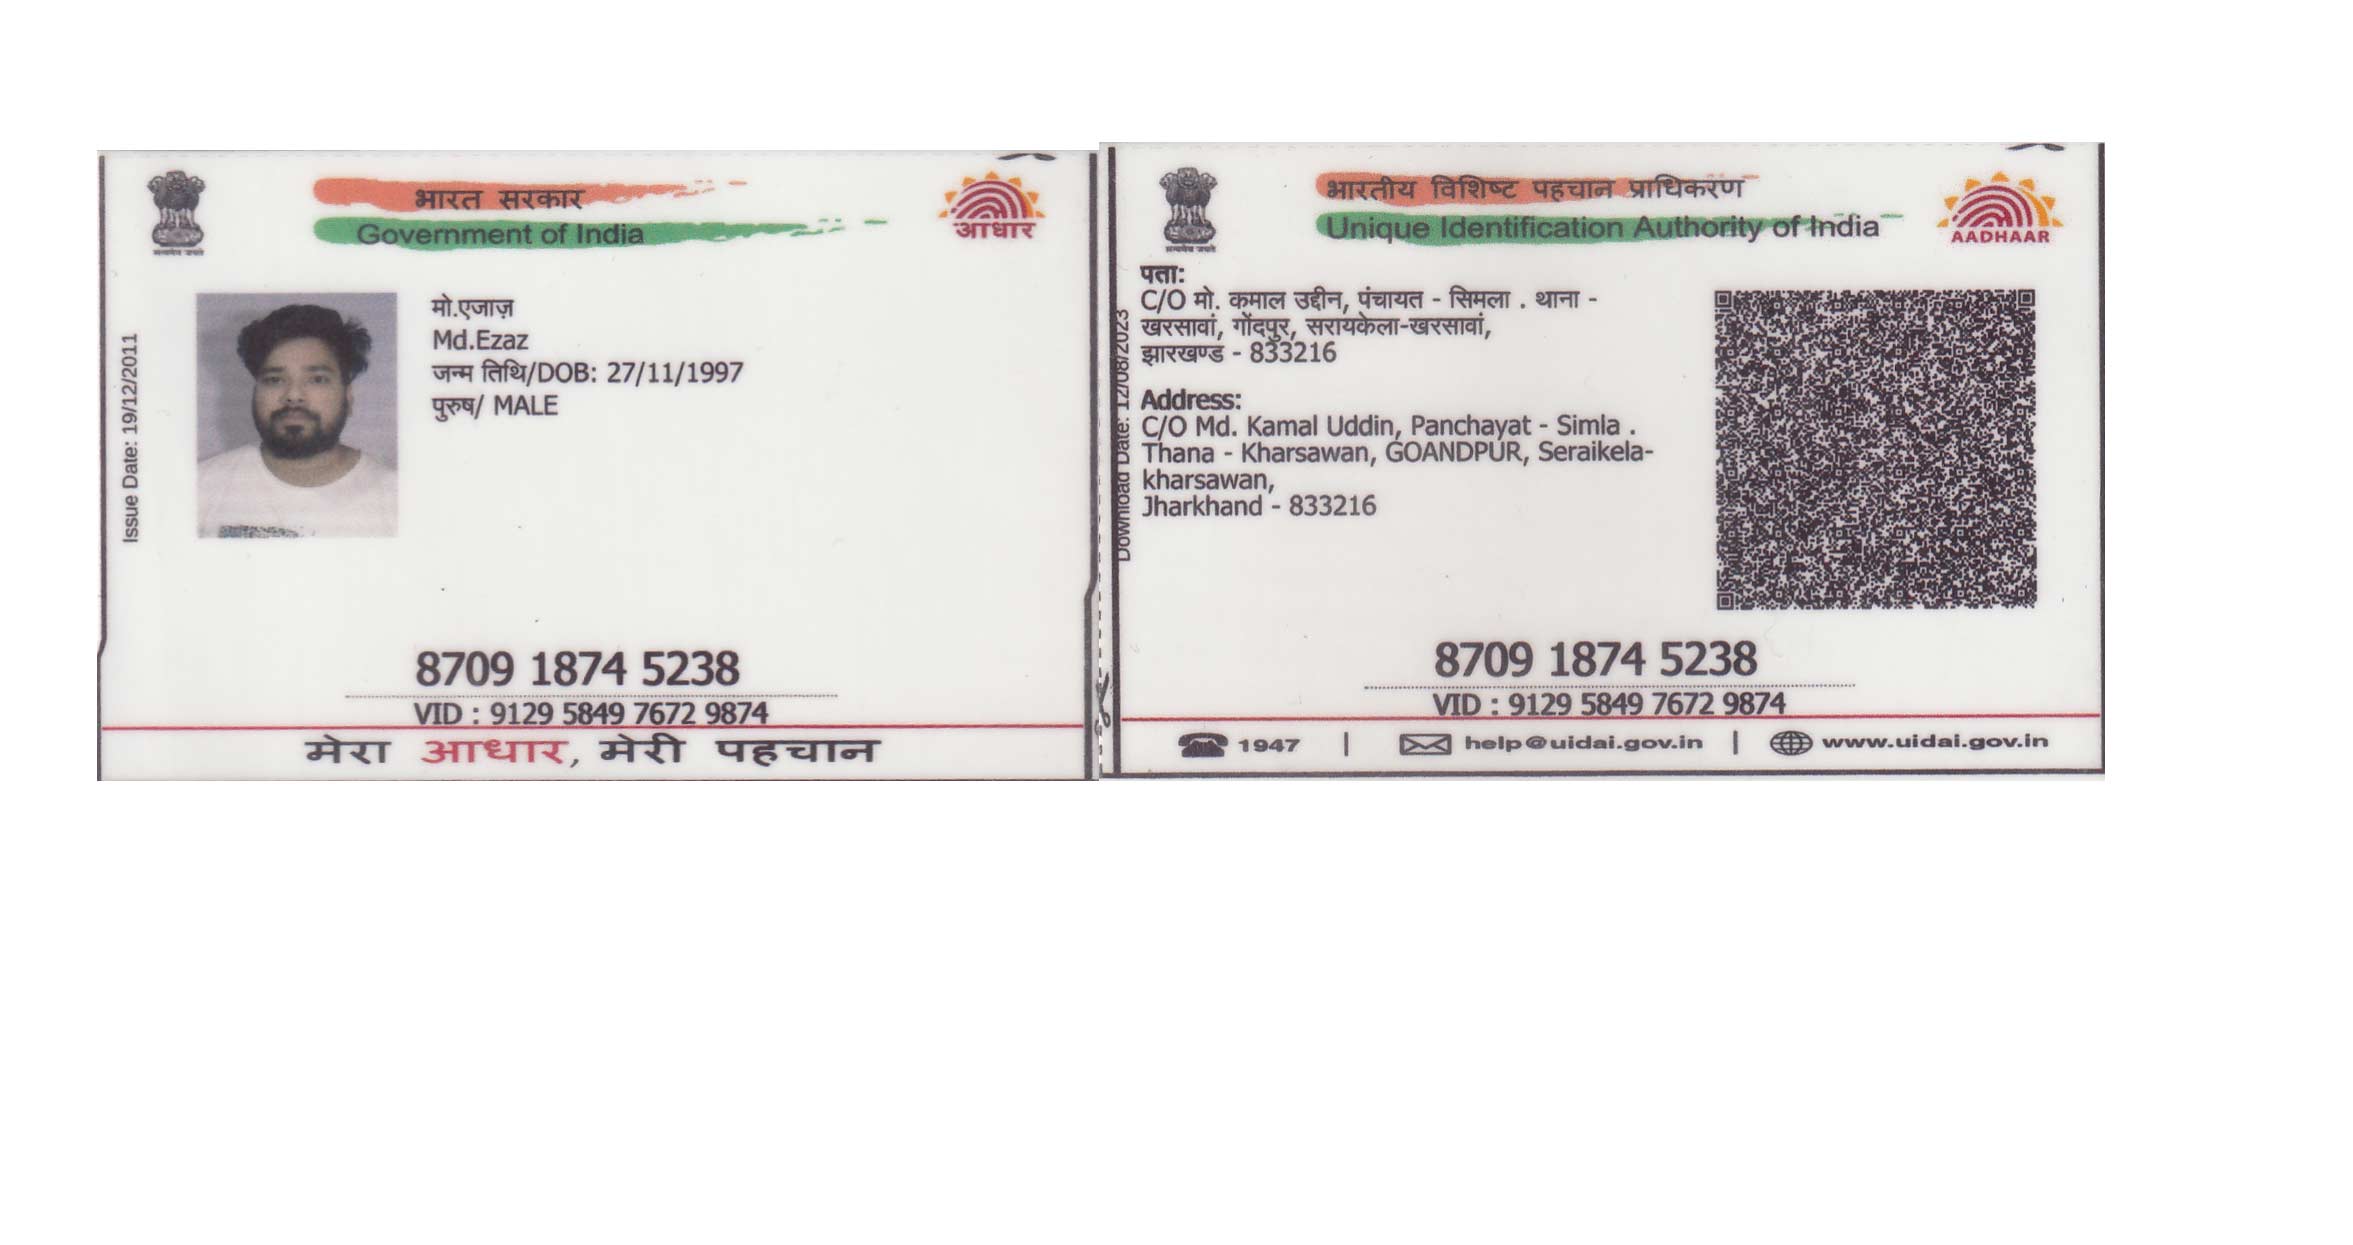 भारत सरकार
Government of India
आधार
Issue Date: 19/12/2011
मो.एजाज़
Md.Ezaz
जन्म तिथि/DOB: 27/11/1997
पुरुष/ MALE
8709 1874 5238
VID : 9129 5849 7672 9874
मेरा आधार, मेरी पहचान
भारतीय विशिष्ट पहचान प्राधिकरण
Unique Identification Authority of India
AADHAAR
Download Date: 12/08/2023
पता:
C/O मो. कमाल उद्दीन, पंचायत - सिमला . थाना -
खरसावां, गोंदपुर, सरायकेला-खरसावां,
झारखण्ड - 833216
Address:
C/O Md. Kamal Uddin, Panchayat - Simla .
Thana - Kharsawan, GOANDPUR, Seraikela-
kharsawan,
Jharkhand - 833216
8709 1874 5238
VID : 9129 5849 7672 9874
1947 | help@uidai.gov.in | www.uidai.gov.in